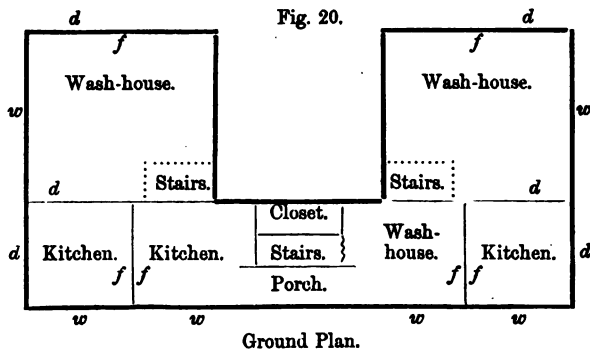 Fig. 20.
d d
f f
Wash-house. Wash-house.
w w
Stairs. Stairs.
d d
Closet.
d Kitchen. f f Kitchen. Stairs. Wash-house. f f Kitchen. d
Porch.
w w w w
Ground Plan.